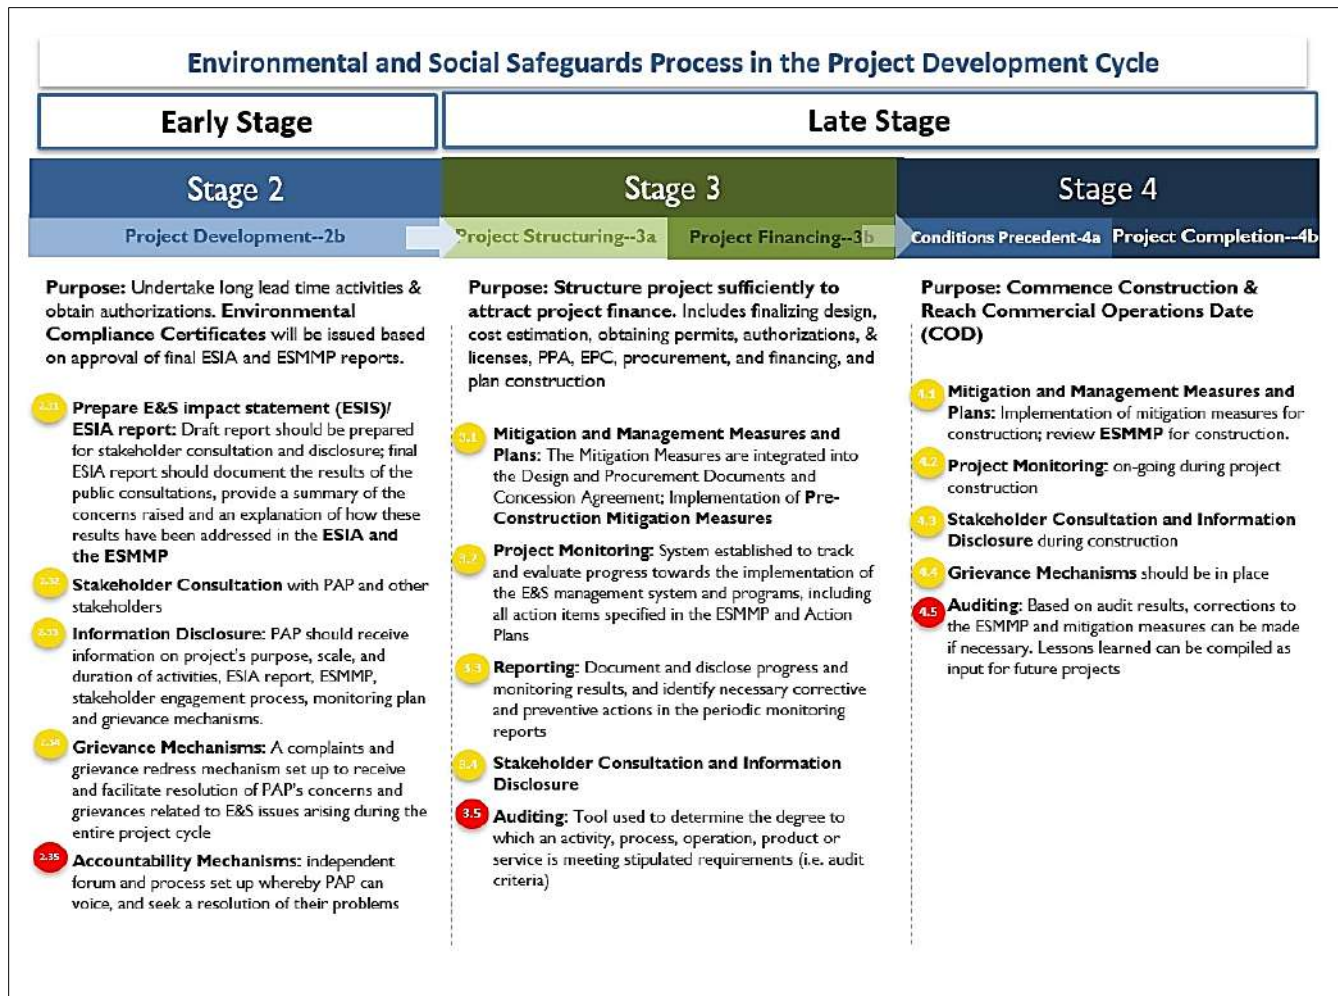 Environmental and Social Safeguards Process in the Project Development Cycle
Early Stage
Late Stage
Stage 2
Stage 3
Stage 4
Project Development--2b
Project Structuring--3a
Project Financing--3b
Conditions Precedent-4a
Project Completion--4b
Purpose: Undertake long lead time activities &
obtain authorizations. Environmental
Compliance Certificates will be issued based
on approval of final ESIA and ESMMP reports.
2.31
Prepare E&S impact statement (ESIS)/
ESIA report: Draft report should be prepared
for stakeholder consultation and disclosure; final
ESIA report should document the results of the
public consultations, provide a summary of the
concerns raised and an explanation of how these
results have been addressed in the ESIA and
the ESMMP
2.32
Stakeholder Consultation with PAP and other
stakeholders
2.33
Information Disclosure: PAP should receive
information on project's purpose, scale, and
duration of activities, ESIA report, ESMMP,
stakeholder engagement process, monitoring plan
and grievance mechanisms.
2.34
Grievance Mechanisms: A complaints and
grievance redress mechanism set up to receive
and facilitate resolution of PAP's concerns and
grievances related to E&S issues arising during the
entire project cycle
2.35
Accountability Mechanisms: independent
forum and process set up whereby PAP can
voice, and seek a resolution of their problems
Purpose: Structure project sufficiently to
attract project finance. Includes finalizing design,
cost estimation, obtaining permits, authorizations, &
licenses, PPA, EPC, procurement, and financing, and
plan construction
3.1
Mitigation and Management Measures and
Plans: The Mitigation Measures are integrated into
the Design and Procurement Documents and
Concession Agreement; Implementation of Pre-
Construction Mitigation Measures
3.2
Project Monitoring: System established to track
and evaluate progress towards the implementation of
the E&S management system and programs, including
all action items specified in the ESMMP and Action
Plans
3.3
Reporting: Document and disclose progress and
monitoring results, and identify necessary corrective
and preventive actions in the periodic monitoring
reports
3.4
Stakeholder Consultation and Information
Disclosure
3.5
Auditing: Tool used to determine the degree to
which an activity, process, operation, product or
service is meeting stipulated requirements (i.e. audit
criteria)
Purpose: Commence Construction &
Reach Commercial Operations Date
(COD)
4.1
Mitigation and Management Measures and
Plans: Implementation of mitigation measures for
construction; review ESMMP for construction.
4.2
Project Monitoring: on-going during project
construction
4.3
Stakeholder Consultation and Information
Disclosure during construction
4.4
Grievance Mechanisms should be in place
4.5
Auditing: Based on audit results, corrections to
the ESMMP and mitigation measures can be made
if necessary. Lessons learned can be compiled as
input for future projects